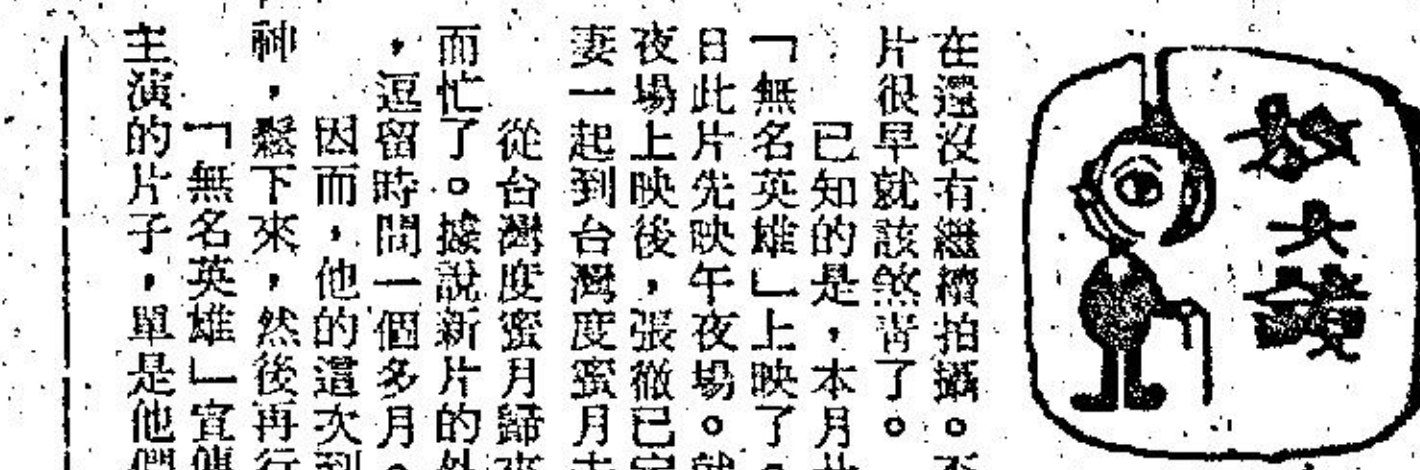 在還沒有繼續拍攝。否
片很早就該煞青了。
已知的是,本月廿
「無名英雄」上映了。
日此片先映午夜場。就
夜場上映後,張徹已定
妻一起到台灣度蜜月去
從台灣度蜜月歸來
而忙了。據說新片的外
,逗留時間一個多月。
因而,他的這次到
神,鬆下來,然後再行
「無名英雄」宣傳
主演的片子,單是他們